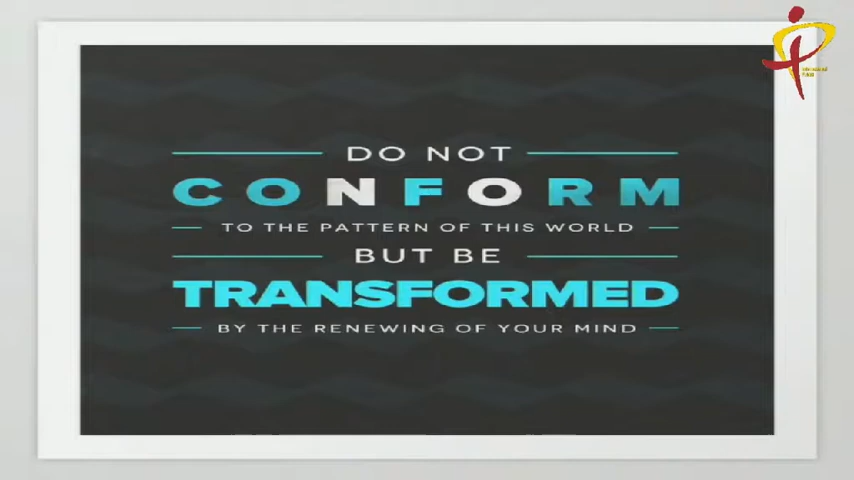 DO NOT
CONFORM
TO THE PATTERN OF THIS WORLD
BUT BE
TRANSFORMED
BY THE RENEWING OF YOUR MIND